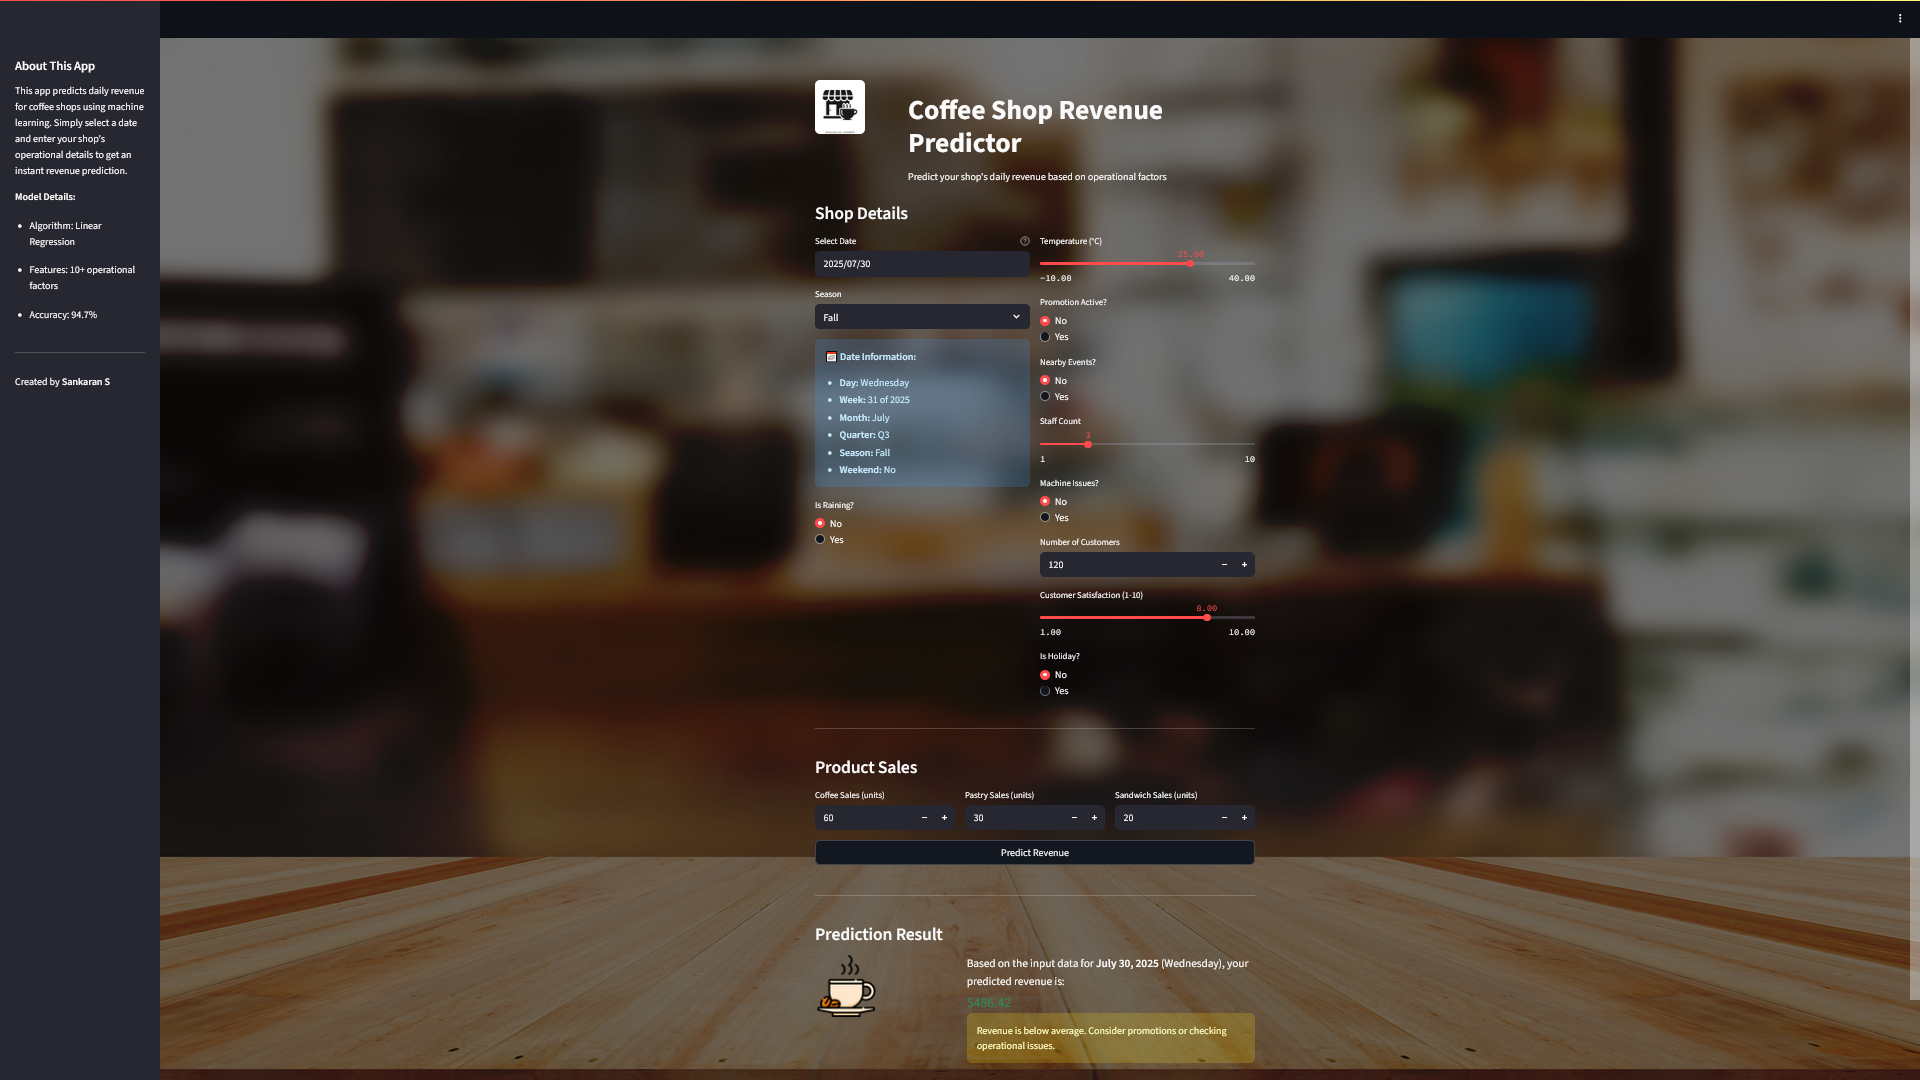 About This App
This app predicts daily revenue
for coffee shops using machine
learning. Simply select a date
and enter your shop's
operational details to get an
instant revenue prediction.
Model Details:
Algorithm: Linear
Regression
Features: 10+ operational
factors
Accuracy: 94.7%
Created by Sankaran S
Coffee Shop Revenue
Predictor
Predict your shop's daily revenue based on operational factors
Shop Details
Select Date
2025/07/30
Season
Fall
Date Information:
Day: Wednesday
Week: 31 of 2025
Month: July
Quarter: Q3
Season: Fall
Weekend: No
Is Raining?
No
Yes
Temperature (°C)
25.00
-10.00 40.00
Promotion Active?
No
Yes
Nearby Events?
No
Yes
Staff Count
3
1 10
Machine Issues?
No
Yes
Number of Customers
120
Customer Satisfaction (1-10)
8.00
1.00 10.00
Is Holiday?
No
Yes
Product Sales
Coffee Sales (units) Pastry Sales (units) Sandwich Sales (units)
60 30 20
Predict Revenue
Prediction Result
Based on the input data for July 30, 2025 (Wednesday), your
predicted revenue is:
$486.42
Revenue is below average. Consider promotions or checking
operational issues.